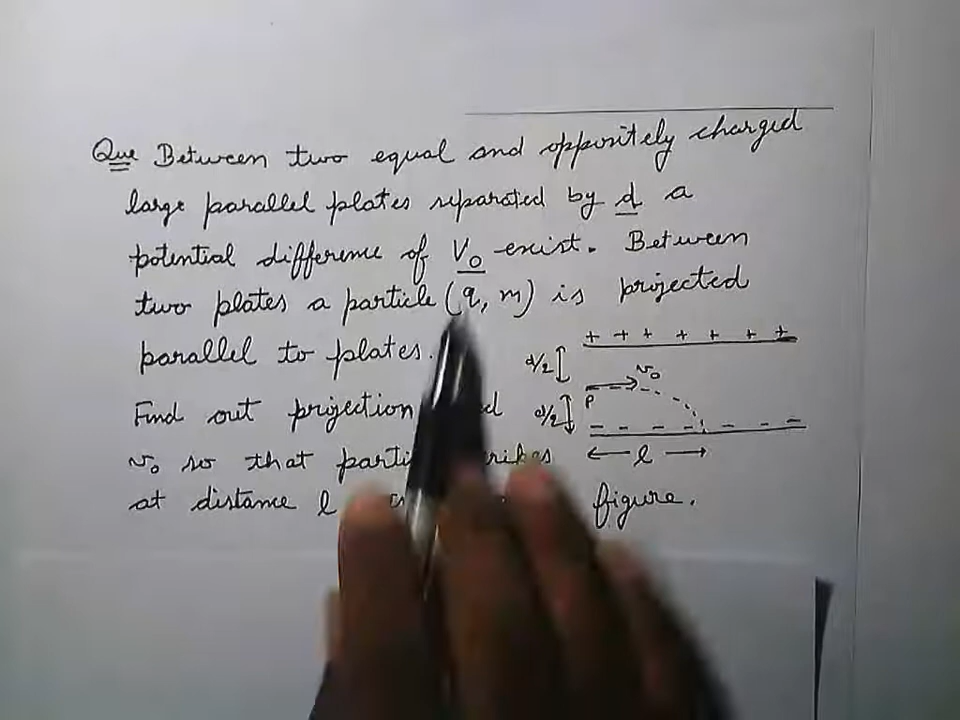 Que Between two equal and oppositely charged
large parallel plates separated by d a
potential difference of V₀ exist. Between
two plates a particle (q, m) is projected
parallel to plates.
Find out projection
v₀ so that
at distance l figure.
+ + + + + +
d/2 v₀
P
d/2
- - - - - - -
← l →